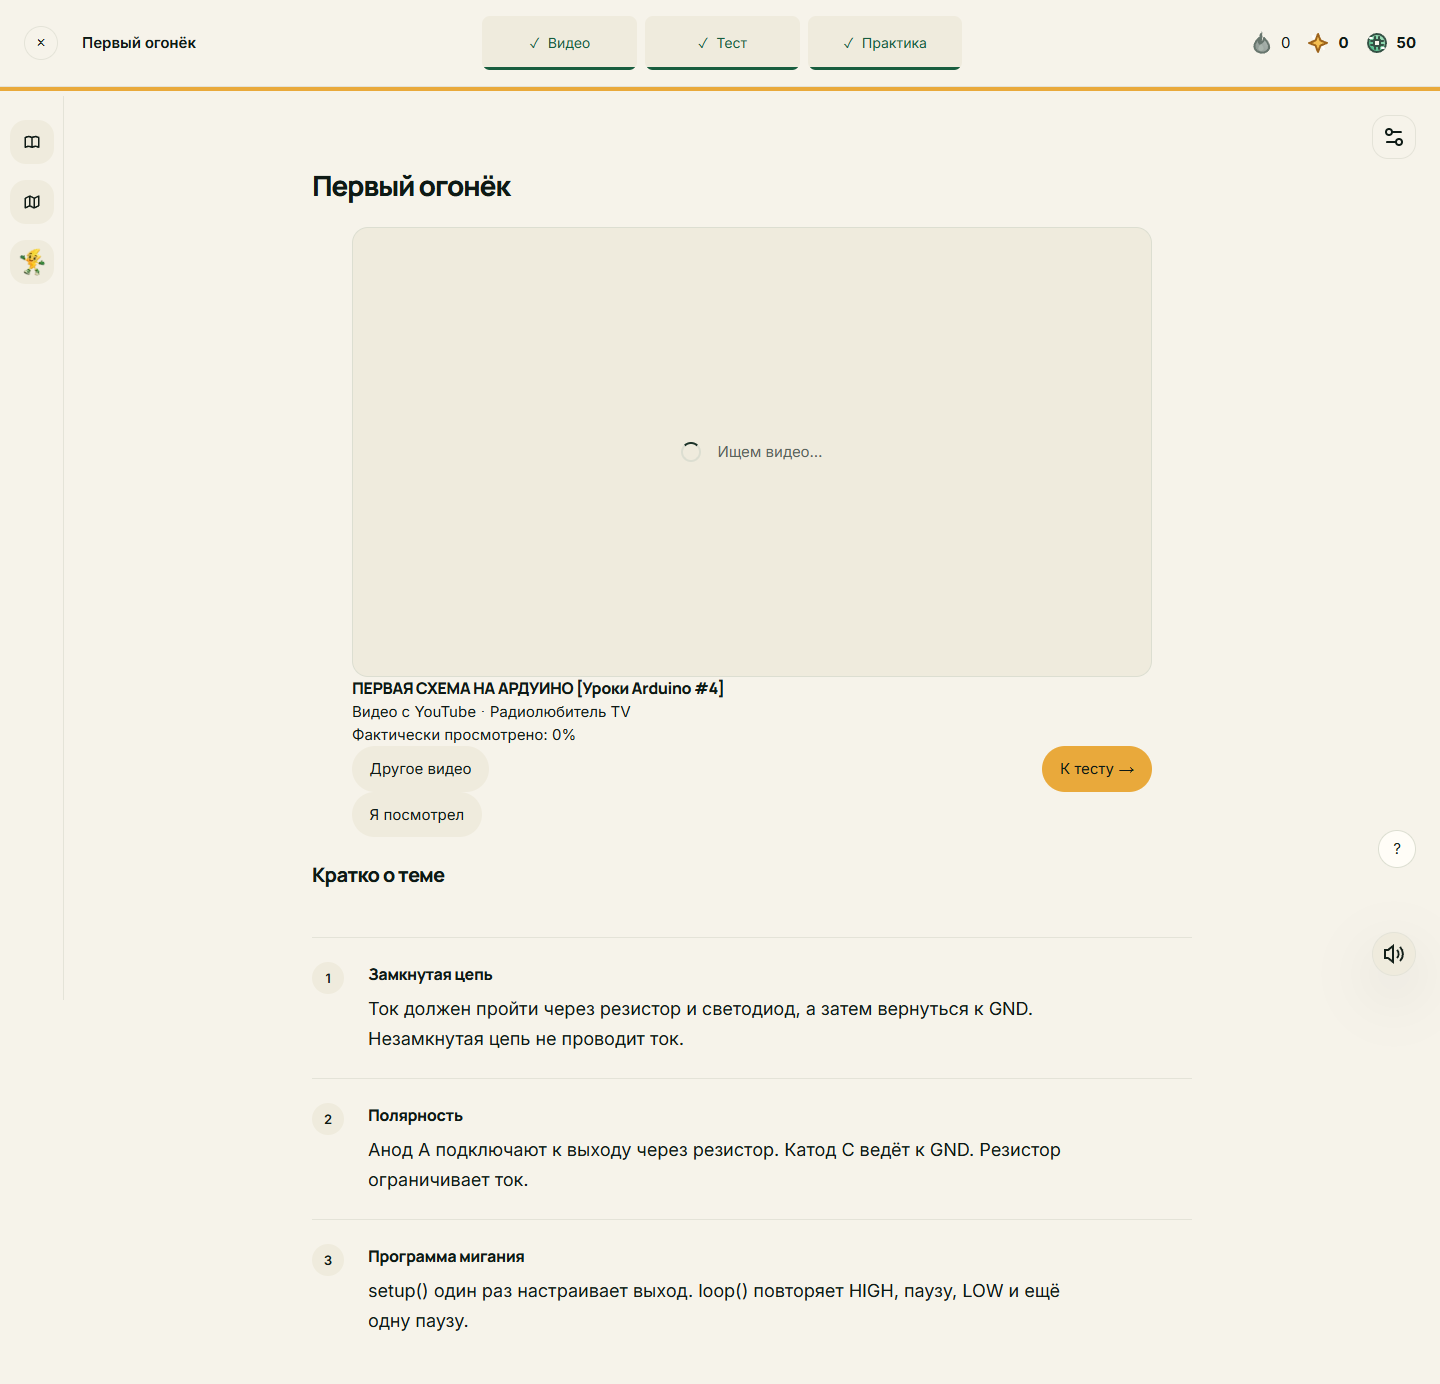 × Первый огонёк ✓ Видео ✓ Тест ✓ Практика 0 0 50
Первый огонёк
Ищем видео...
ПЕРВАЯ СХЕМА НА АРДУИНО [Уроки Arduino #4]
Видео с YouTube · Радиолюбитель TV
Фактически просмотрено: 0%
Другое видео К тесту →
Я посмотрел
?
Кратко о теме
1 Замкнутая цепь
Ток должен пройти через резистор и светодиод, а затем вернуться к GND.
Незамкнутая цепь не проводит ток.
2 Полярность
Анод А подключают к выходу через резистор. Катод С ведёт к GND. Резистор
ограничивает ток.
3 Программа мигания
setup() один раз настраивает выход. loop() повторяет HIGH, паузу, LOW и ещё
одну паузу.